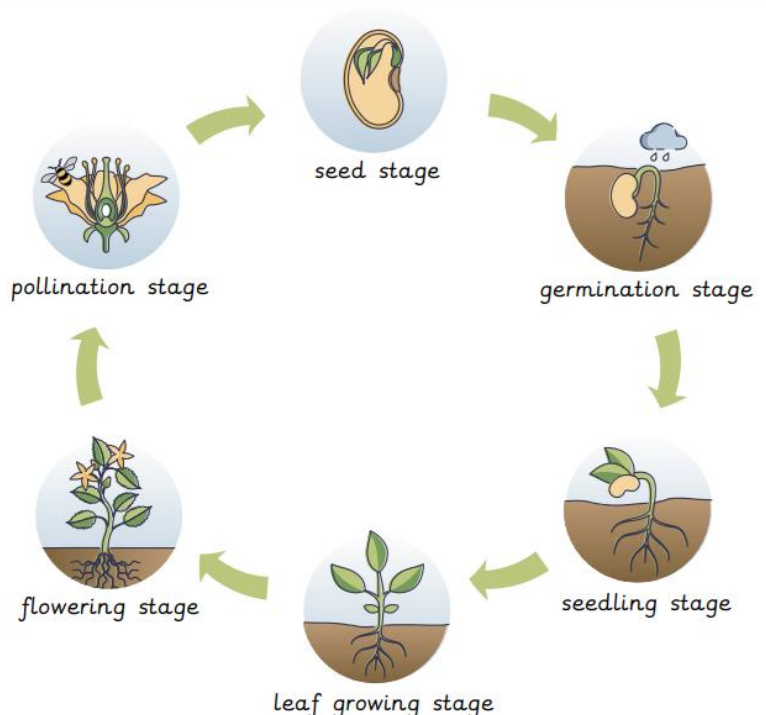 seed stage
germination stage
seedling stage
leaf growing stage
flowering stage
pollination stage